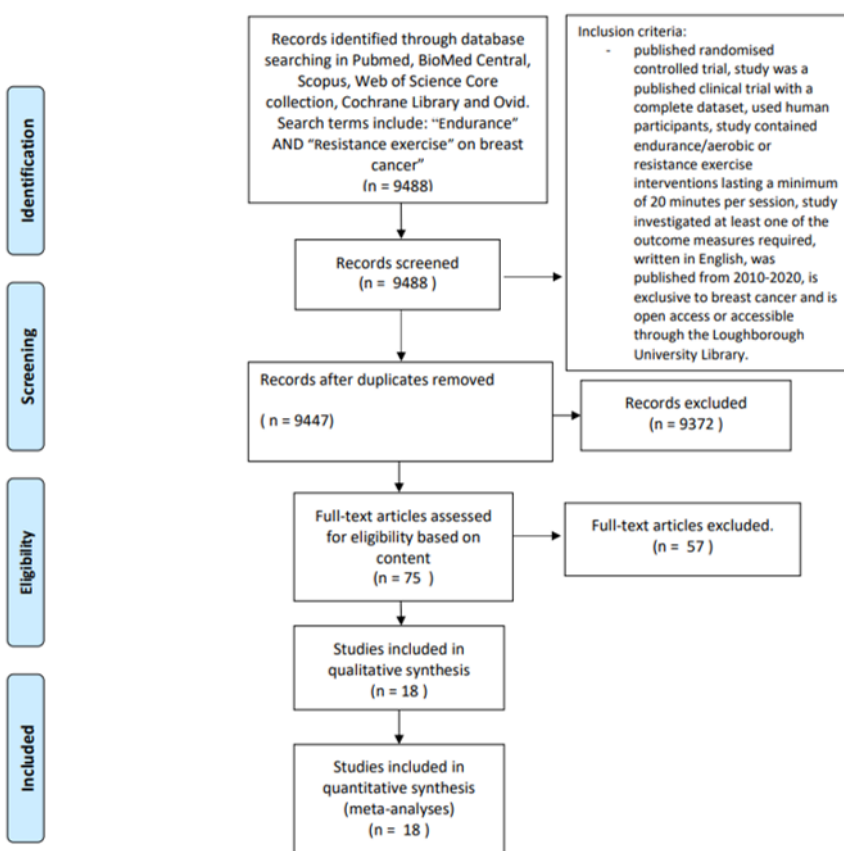 Records identified through database
searching in Pubmed, BioMed Central,
Scopus, Web of Science Core
collection, Cochrane Library and Ovid.
Search terms include: “Endurance”
AND “Resistance exercise” on breast
cancer”
(n = 9488)
Inclusion criteria:
- published randomised
controlled trial, study was a
published clinical trial with a
complete dataset, used human
participants, study contained
endurance/aerobic or
resistance exercise
interventions lasting a minimum
of 20 minutes per session, study
investigated at least one of the
outcome measures required,
written in English, was
published from 2010-2020, is
exclusive to breast cancer and is
open access or accessible
through the Loughborough
University Library.
Identification
Records screened
(n = 9488 )
Screening
Records after duplicates removed
( n = 9447)
Records excluded
(n = 9372 )
Eligibility
Full-text articles assessed
for eligibility based on
content
(n = 75 )
Full-text articles excluded.
(n = 57 )
Studies included in
qualitative synthesis
(n = 18 )
Included
Studies included in
quantitative synthesis
(meta-analyses)
(n = 18 )